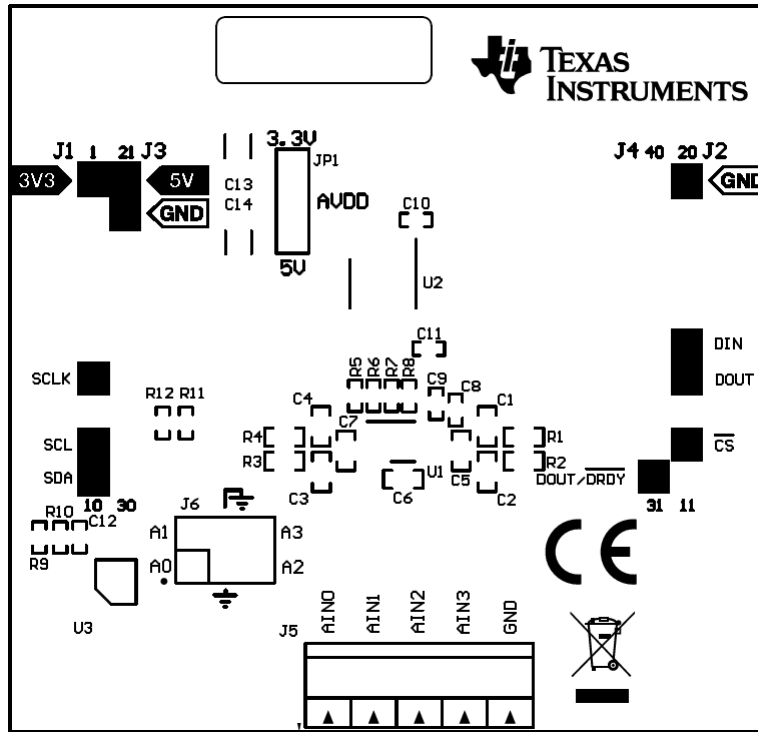 TEXAS
INSTRUMENTS
J1 1 21 J3
3V3
5V
GND
3.3V
JP1
C13
C14
AVDD
5V
C10
U2
J4 40 20 J2
GND
C11
DIN
DOUT
SCLK
R12 R11
R5 R6 R7 R8
C9 C8
C4
C7
C1
R4
R3
R1
R2
SCL
SDA
CS
DOUT/DRDY
C3
C6
U1
C5
C2
10 30
31 11
R10
C12
R9
J6
A1
A3
A0
A2
U3
CE
J5
AIN0
AIN1
AIN2
AIN3
GND